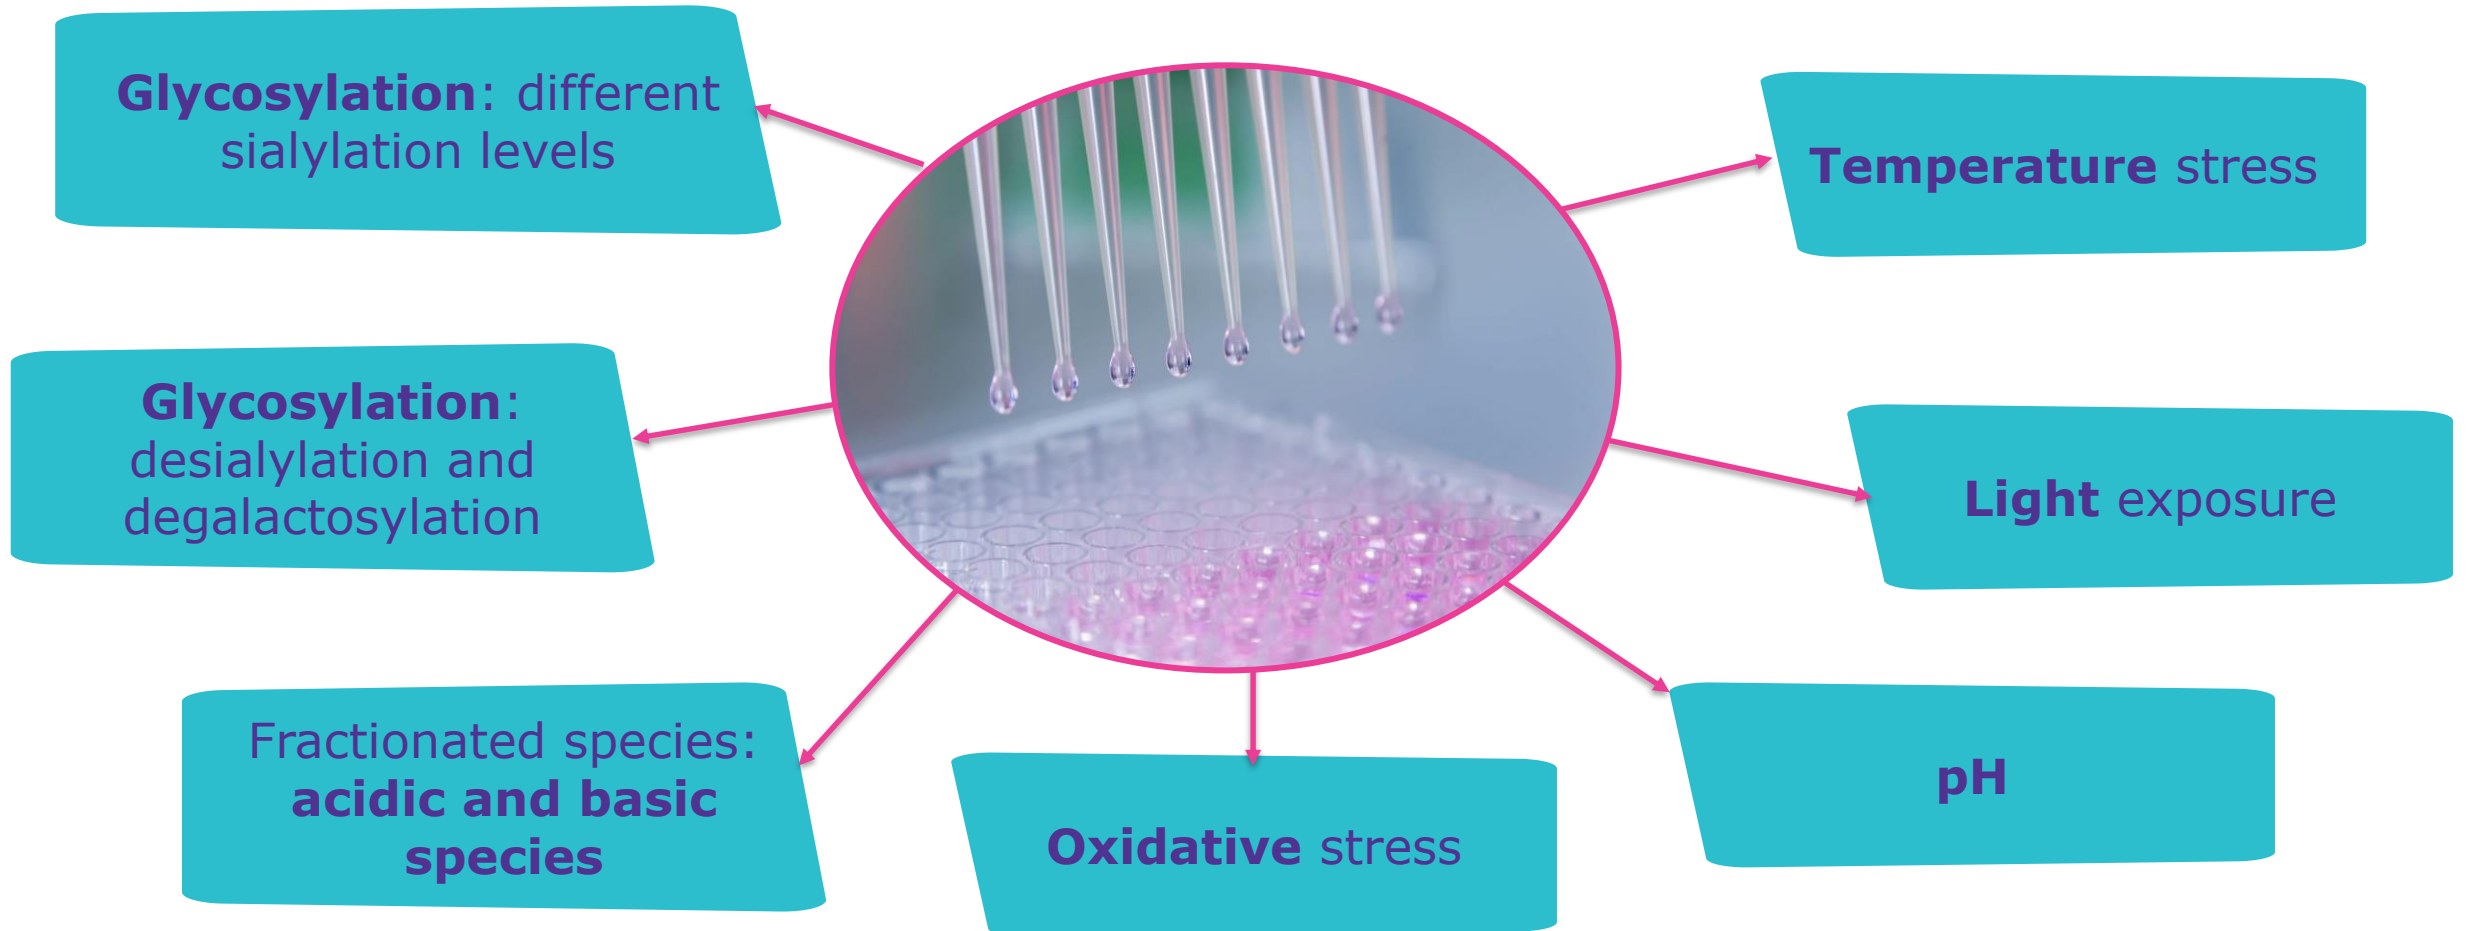 Glycosylation: different
sialylation levels
Temperature stress
Glycosylation:
desialylation and
degalactosylation
Light exposure
Fractionated species:
acidic and basic
species
Oxidative stress
pH